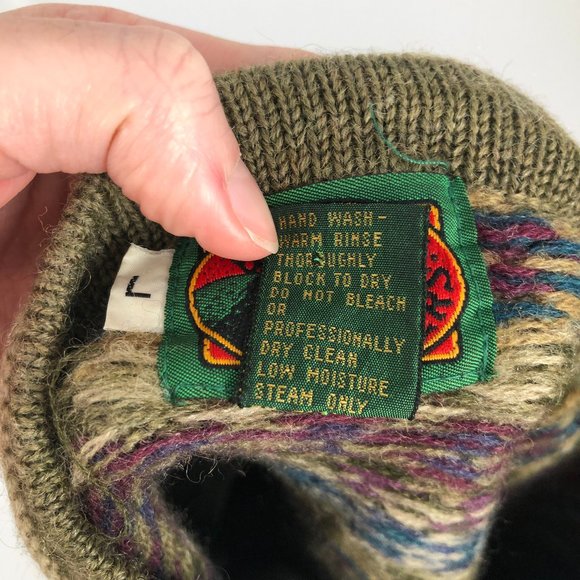 HAND WASH-
WARM RINSE
THOROUGHLY
BLOCK TO DRY
DO NOT BLEACH
OR
PROFESSIONALLY
DRY CLEAN
LOW MOISTURE
STEAM ONLY
L